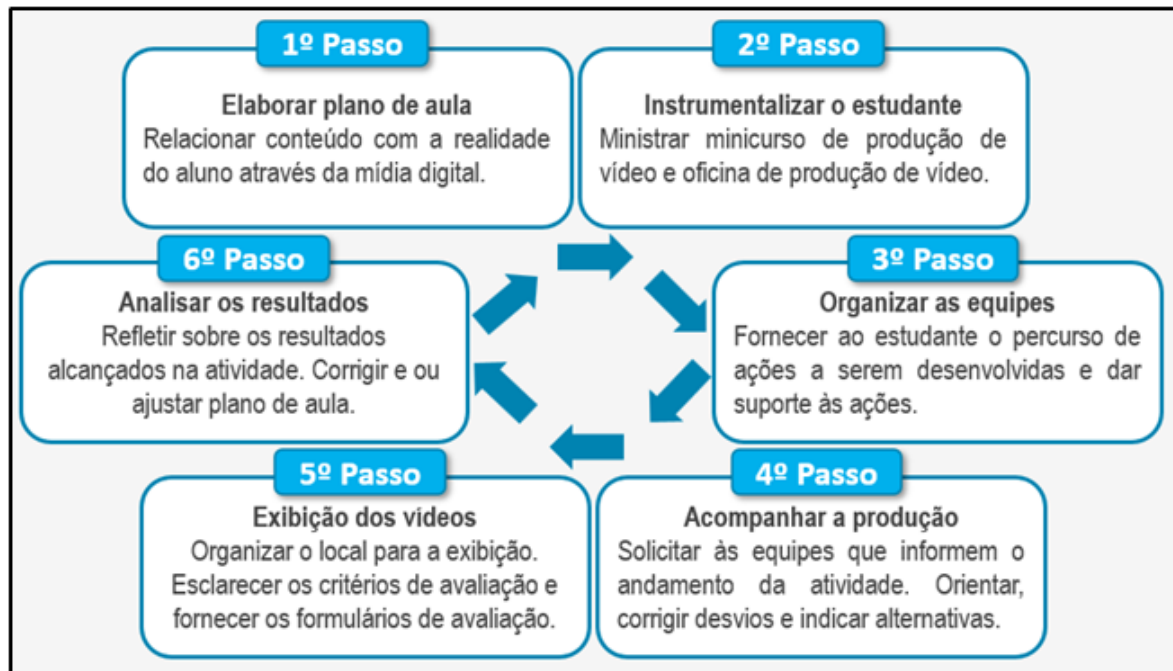 1º Passo
Elaborar plano de aula
Relacionar conteúdo com a realidade
do aluno através da mídia digital.
2º Passo
Instrumentalizar o estudante
Ministrar minicurso de produção de
vídeo e oficina de produção de vídeo.
3º Passo
Organizar as equipes
Fornecer ao estudante o percurso de
ações a serem desenvolvidas e dar
suporte às ações.
4º Passo
Acompanhar a produção
Solicitar às equipes que informem o
andamento da atividade. Orientar,
corrigir desvios e indicar alternativas.
5º Passo
Exibição dos vídeos
Organizar o local para a exibição.
Esclarecer os critérios de avaliação e
fornecer os formulários de avaliação.
6º Passo
Analisar os resultados
Refletir sobre os resultados
alcançados na atividade. Corrigir e ou
ajustar plano de aula.